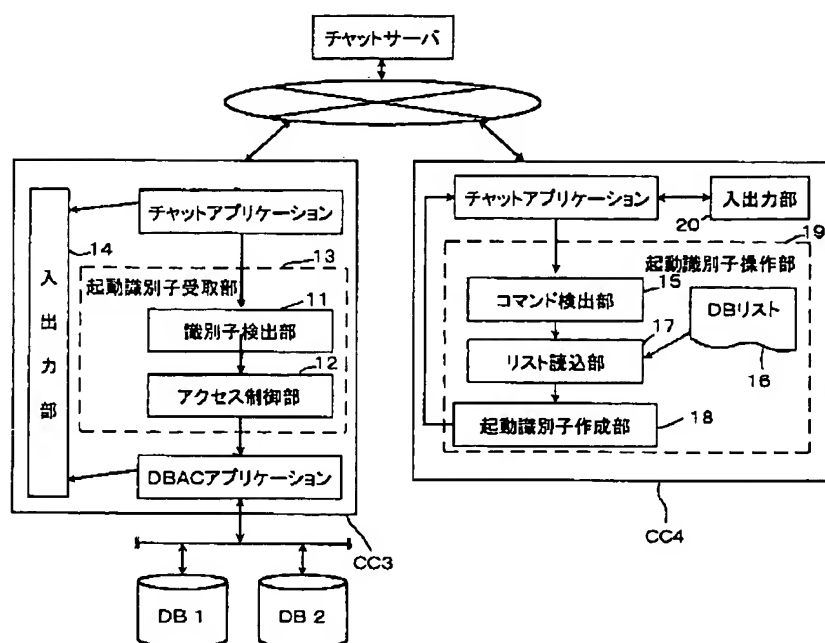 チャットサーバ
チャットアプリケーション
14
入出力部
13
起動識別子受取部
11
識別子検出部
12
アクセス制御部
DBACアプリケーション
CC3
DB 1
DB 2
チャットアプリケーション
入出力部
20
19
起動識別子操作部
コマンド検出部
15
DBリスト
17
リスト読込部
16
起動識別子作成部
18
CC4